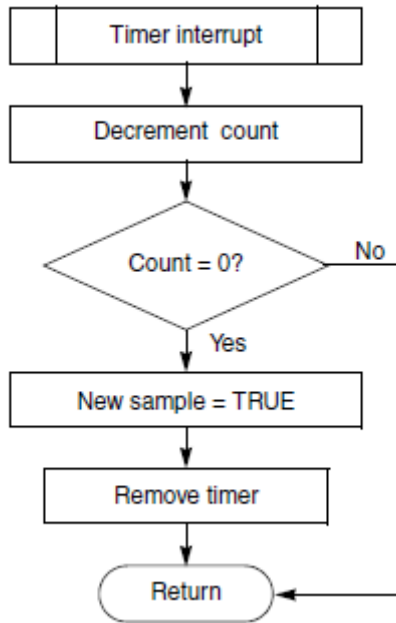 Timer interrupt
Decrement count
Count = 0?
No
Yes
New sample = TRUE
Remove timer
Return